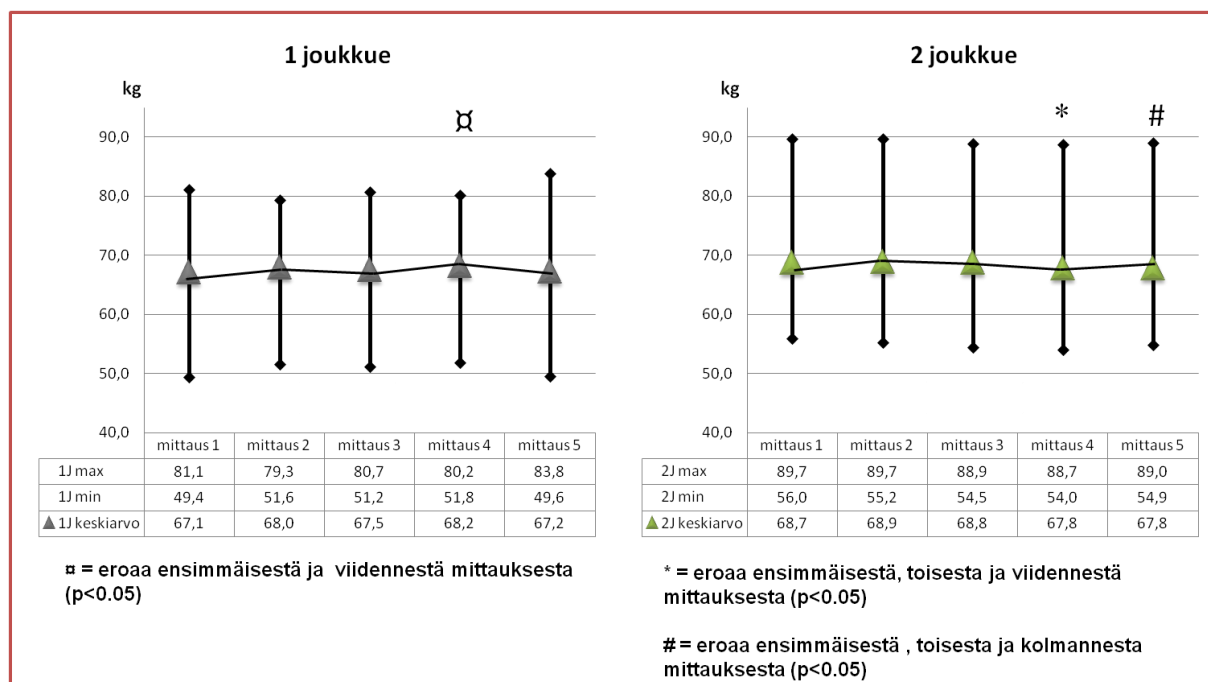 1 joukkue
kg
¤
90,0
80,0
70,0
60,0
50,0
40,0
mittaus 1 mittaus 2 mittaus 3 mittaus 4 mittaus 5
1J max 81,1 79,3 80,7 80,2 83,8
1J min 49,4 51,6 51,2 51,8 49,6
1J keskiarvo 67,1 68,0 67,5 68,2 67,2
¤ = eroaa ensimmäisestä ja viidennestä mittauksesta
(p<0.05)
2 joukkue
kg
* #
90,0
80,0
70,0
60,0
50,0
40,0
mittaus 1 mittaus 2 mittaus 3 mittaus 4 mittaus 5
2J max 89,7 89,7 88,9 88,7 89,0
2J min 56,0 55,2 54,5 54,0 54,9
2J keskiarvo 68,7 68,9 68,8 67,8 67,8
* = eroaa ensimmäisestä, toisesta ja viidennestä
mittauksesta (p<0.05)
# = eroaa ensimmäisestä , toisesta ja kolmannesta
mittauksesta (p<0.05)